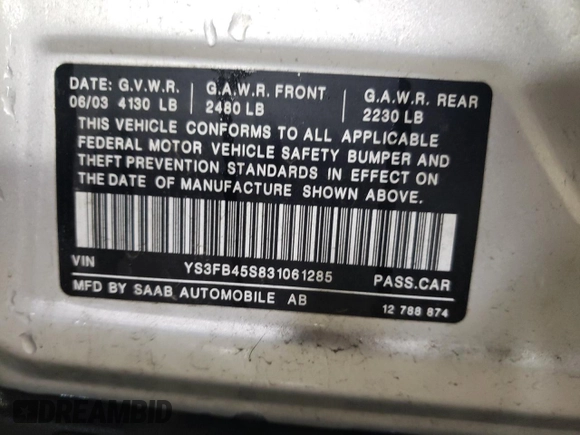 DATE: G.V.W.R. G.A.W.R. FRONT G.A.W.R. REAR
06/03 4130 LB 2480 LB 2230 LB
THIS VEHICLE CONFORMS TO ALL APPLICABLE
FEDERAL MOTOR VEHICLE SAFETY BUMPER AND
THEFT PREVENTION STANDARDS IN EFFECT ON
THE DATE OF MANUFACTURE SHOWN ABOVE.
VIN YS3FB45S831061285 PASS.CAR
MFD BY SAAB AUTOMOBILE AB
12 788 874
DREAMBID